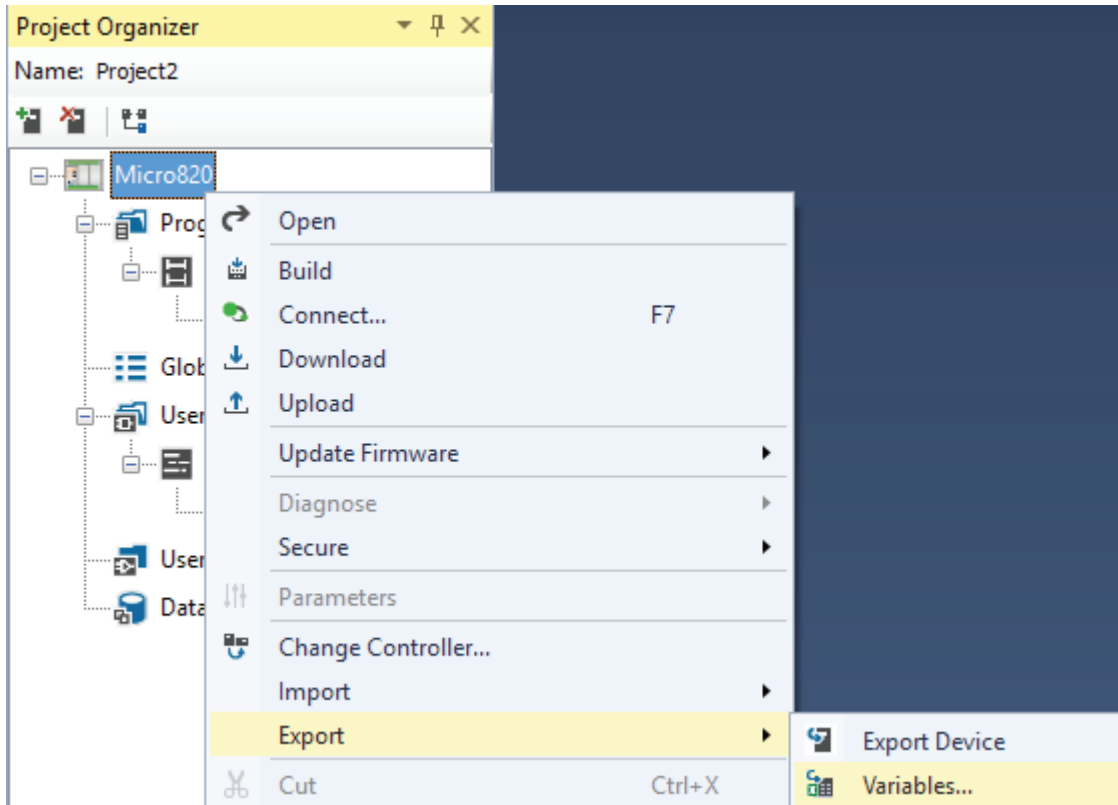 Project Organizer
Name: Project2
Micro820
Prog
Open
Build
Connect... F7
Glob
Download
User
Upload
Update Firmware
Diagnose
Secure
User
Parameters
Data
Change Controller...
Import
Export
Export Device
Cut Ctrl+X
Variables...